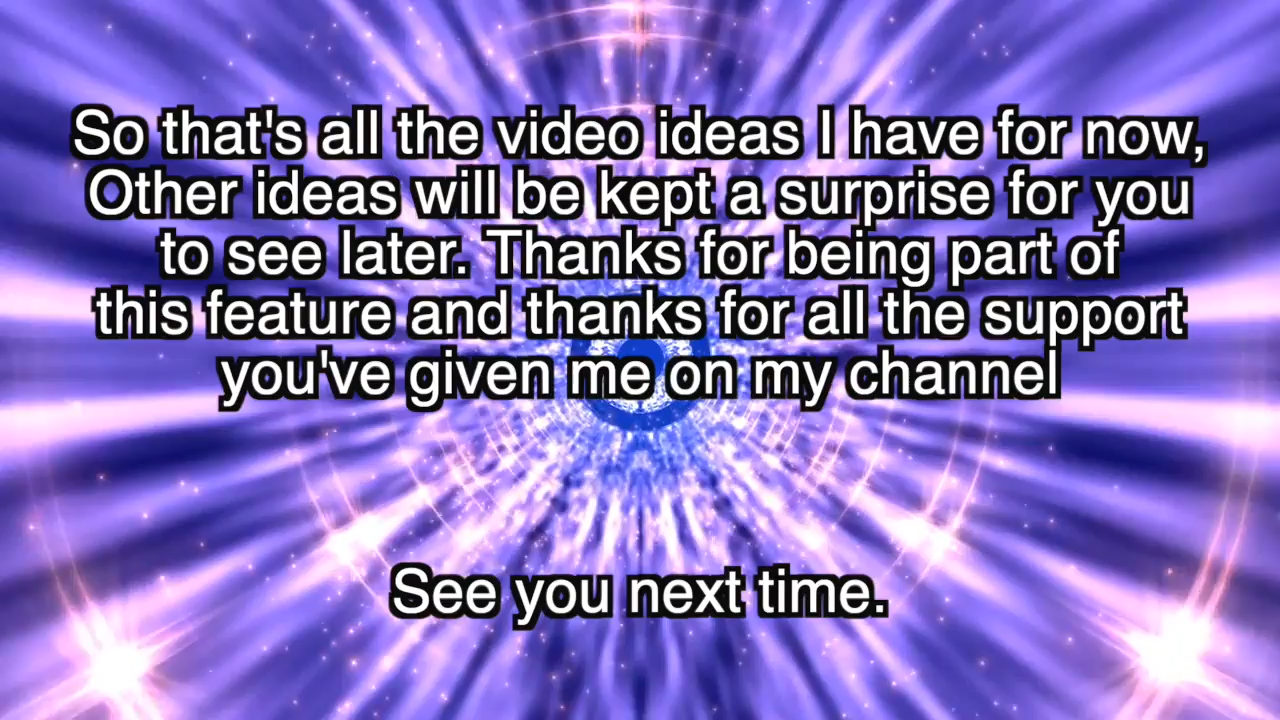 So that's all the video ideas I have for now,
Other ideas will be kept a surprise for you
to see later. Thanks for being part of
this feature and thanks for all the support
you've given me on my channel
See you next time.